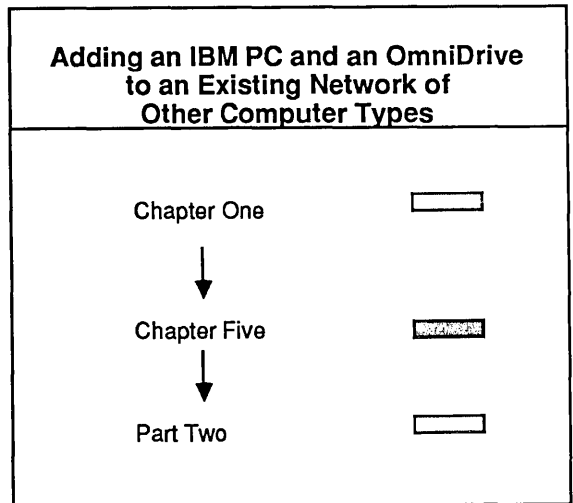 Adding an IBM PC and an OmniDrive
to an Existing Network of
Other Computer Types
Chapter One
Chapter Five
Part Two